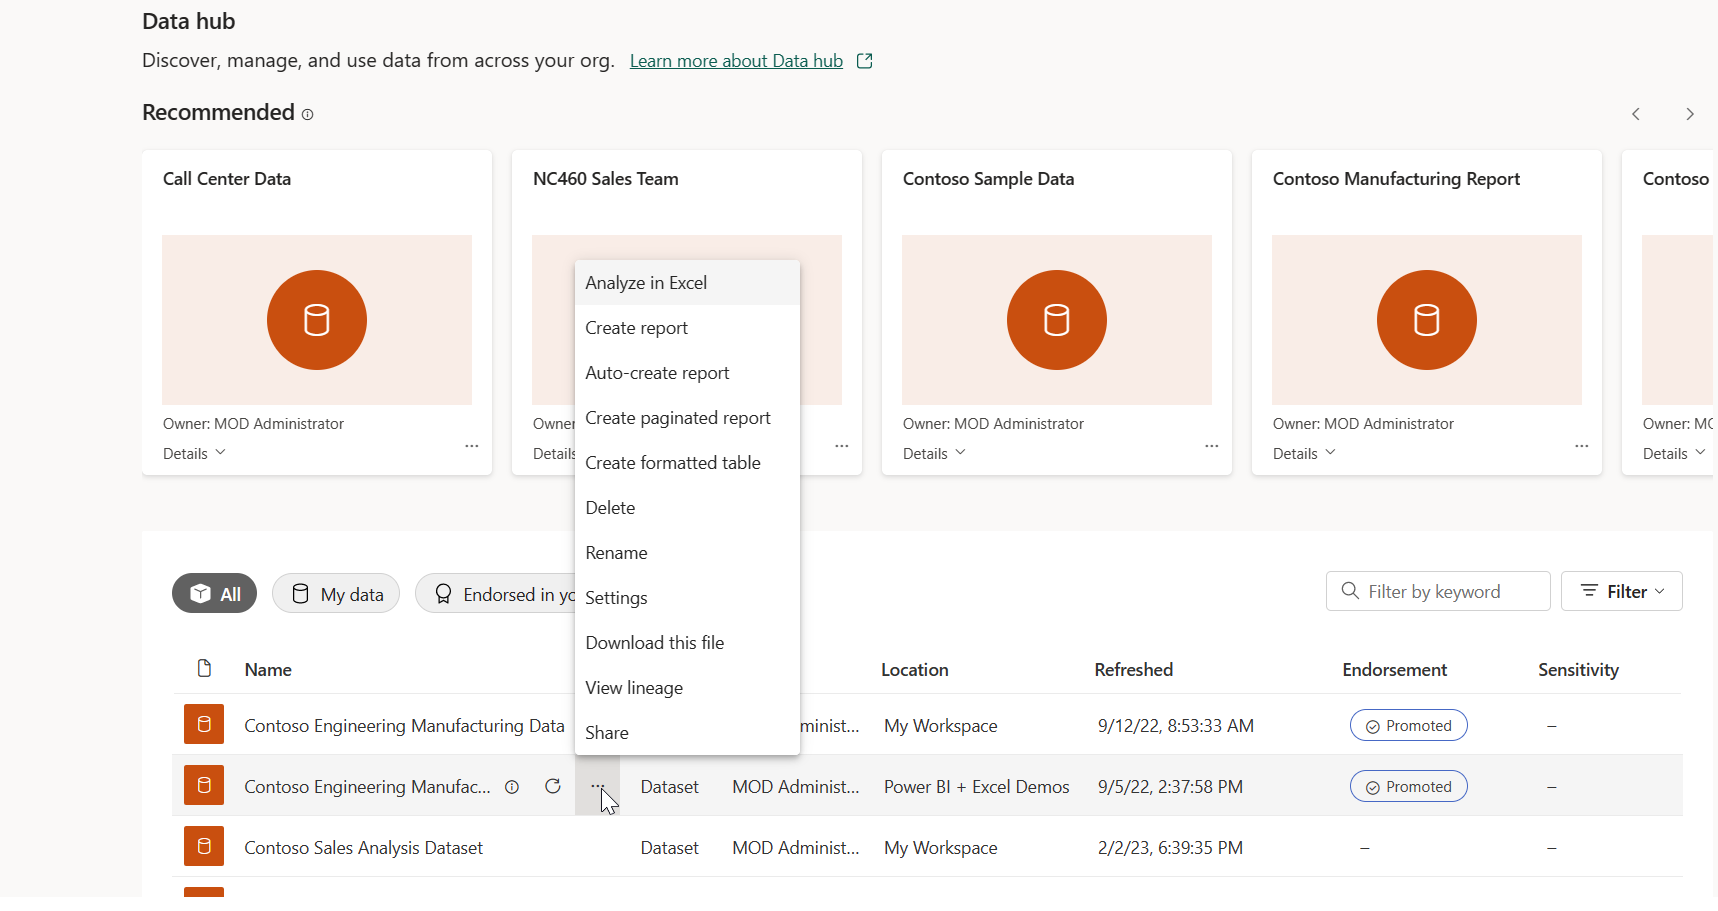 Data hub
Discover, manage, and use data from across your org. Learn more about Data hub
Recommended
Call Center Data
NC460 Sales Team
Contoso Sample Data
Contoso Manufacturing Report
Contoso
Owner: MOD Administrator
Details
Owner
Details
Owner: MOD Administrator
Details
Owner: MOD Administrator
Details
Owner: MO
Details
Analyze in Excel
Create report
Auto-create report
Create paginated report
Create formatted table
Delete
Rename
Settings
Download this file
View lineage
Share
All
My data
Endorsed in yo
Filter by keyword
Filter
Name Location Refreshed Endorsement Sensitivity
Contoso Engineering Manufacturing Data minist... My Workspace 9/12/22, 8:53:33 AM Promoted –
Contoso Engineering Manufac... ... Dataset MOD Administ... Power BI + Excel Demos 9/5/22, 2:37:58 PM Promoted –
Contoso Sales Analysis Dataset Dataset MOD Administ... My Workspace 2/2/23, 6:39:35 PM – –